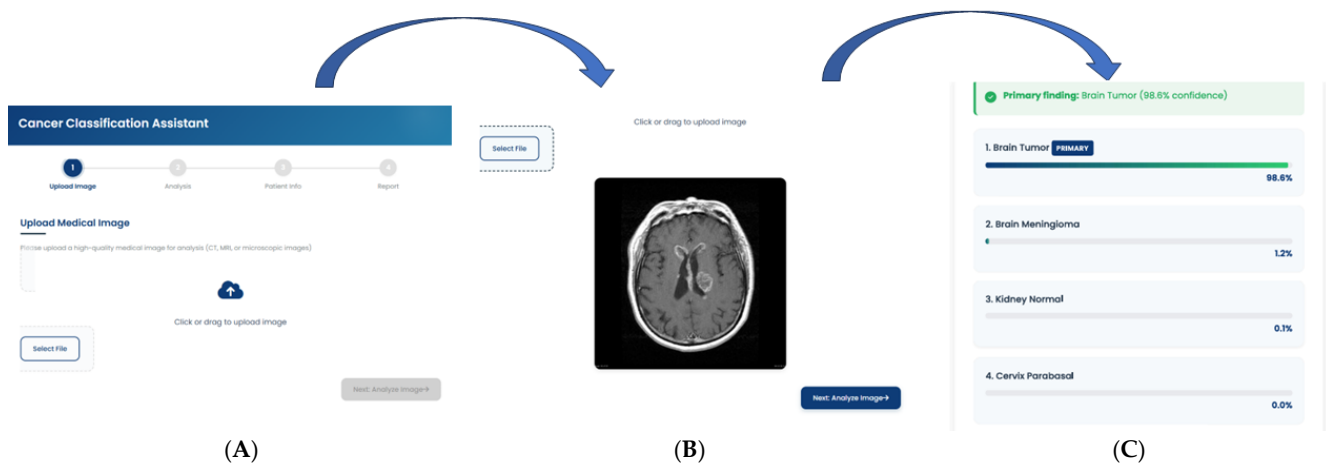 Cancer Classification Assistant
1 2 3 4
Upload Image Analysis Patient Info Report
Upload Medical Image
Please upload a high-quality medical image for analysis (CT, MRI, or microscopic images)
Click or drag to upload image
Select File
Next: Analyze Image→
(A)
Click or drag to upload image
Select File
Next: Analyze Image→
(B)
Primary finding: Brain Tumor (98.6% confidence)
1. Brain Tumor PRIMARY
98.6%
2. Brain Meningioma
1.2%
3. Kidney Normal
0.1%
4. Cervix Parabasal
0.0%
(C)